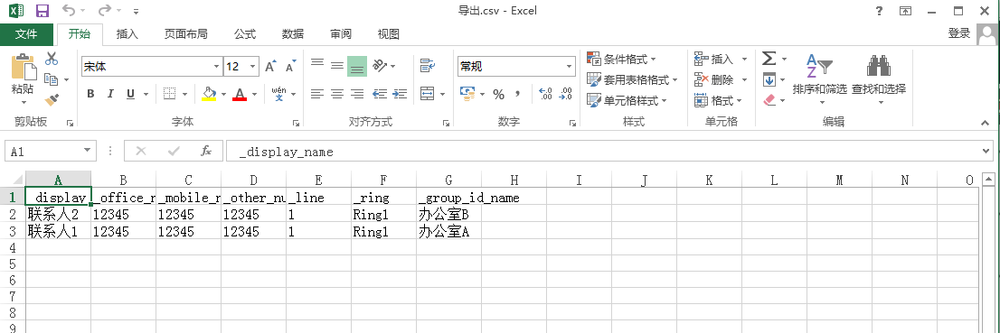 导出.csv - Excel
文件 开始 插入 页面布局 公式 数据 审阅 视图 登录
粘贴
宋体 12
B I U A wén 文
常规
% , .00
条件格式
套用表格格式
单元格样式
插入
删除
格式
排序和筛选 查找和选择
剪贴板 字体 对齐方式 数字 样式 单元格 编辑
A1 fx _display_name
A B C D E F G H I J K L M N O
1 _display _office_n _mobile_n _other_nu _line _ring _group_id_name
2 联系人2 12345 12345 12345 1 Ring1 办公室B
3 联系人1 12345 12345 12345 1 Ring1 办公室A
4
5
6
7
8
9